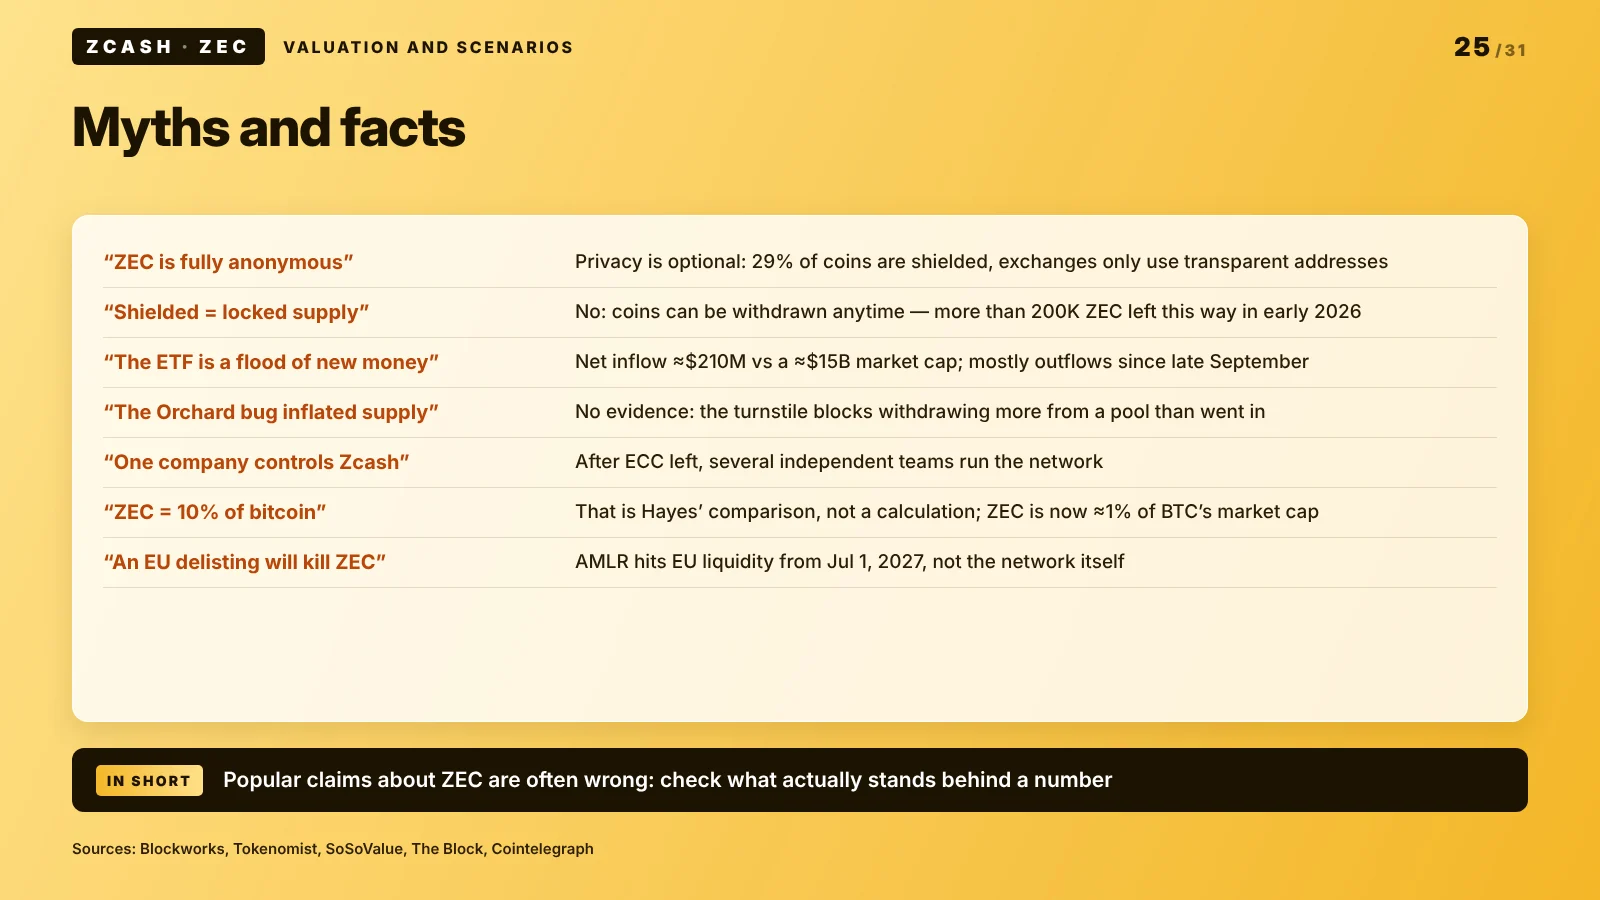 ZCASH · ZEC VALUATION AND SCENARIOS 25 / 31
Myths and facts
“ZEC is fully anonymous” Privacy is optional: 29% of coins are shielded, exchanges only use transparent addresses
“Shielded = locked supply” No: coins can be withdrawn anytime — more than 200K ZEC left this way in early 2026
“The ETF is a flood of new money” Net inflow ≈$210M vs a ≈$15B market cap; mostly outflows since late September
“The Orchard bug inflated supply” No evidence: the turnstile blocks withdrawing more from a pool than went in
“One company controls Zcash” After ECC left, several independent teams run the network
“ZEC = 10% of bitcoin” That is Hayes’ comparison, not a calculation; ZEC is now ≈1% of BTC’s market cap
“An EU delisting will kill ZEC” AMLR hits EU liquidity from Jul 1, 2027, not the network itself
IN SHORT Popular claims about ZEC are often wrong: check what actually stands behind a number
Sources: Blockworks, Tokenomist, SoSoValue, The Block, Cointelegraph